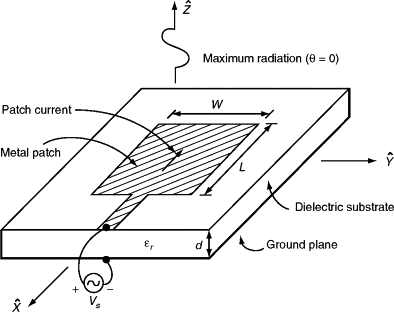 Ẑ
Maximum radiation (θ = 0)
Patch current
W
Metal patch
L
Ŷ
Dielectric substrate
εr
d
Ground plane
X̂
+
−
Vs